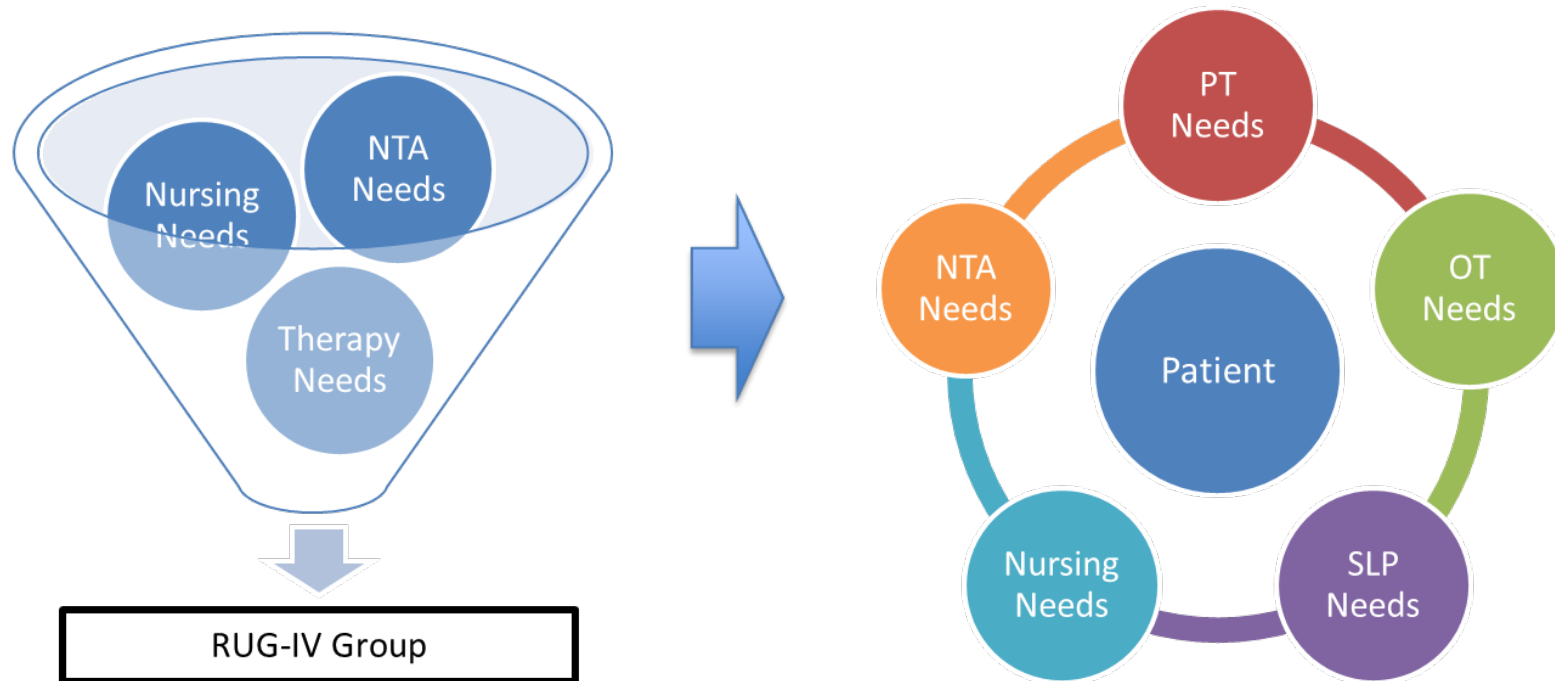 NTA
Needs
Nursing
Needs
Therapy
Needs
RUG-IV Group
PT
Needs
OT
Needs
SLP
Needs
Nursing
Needs
NTA
Needs
Patient